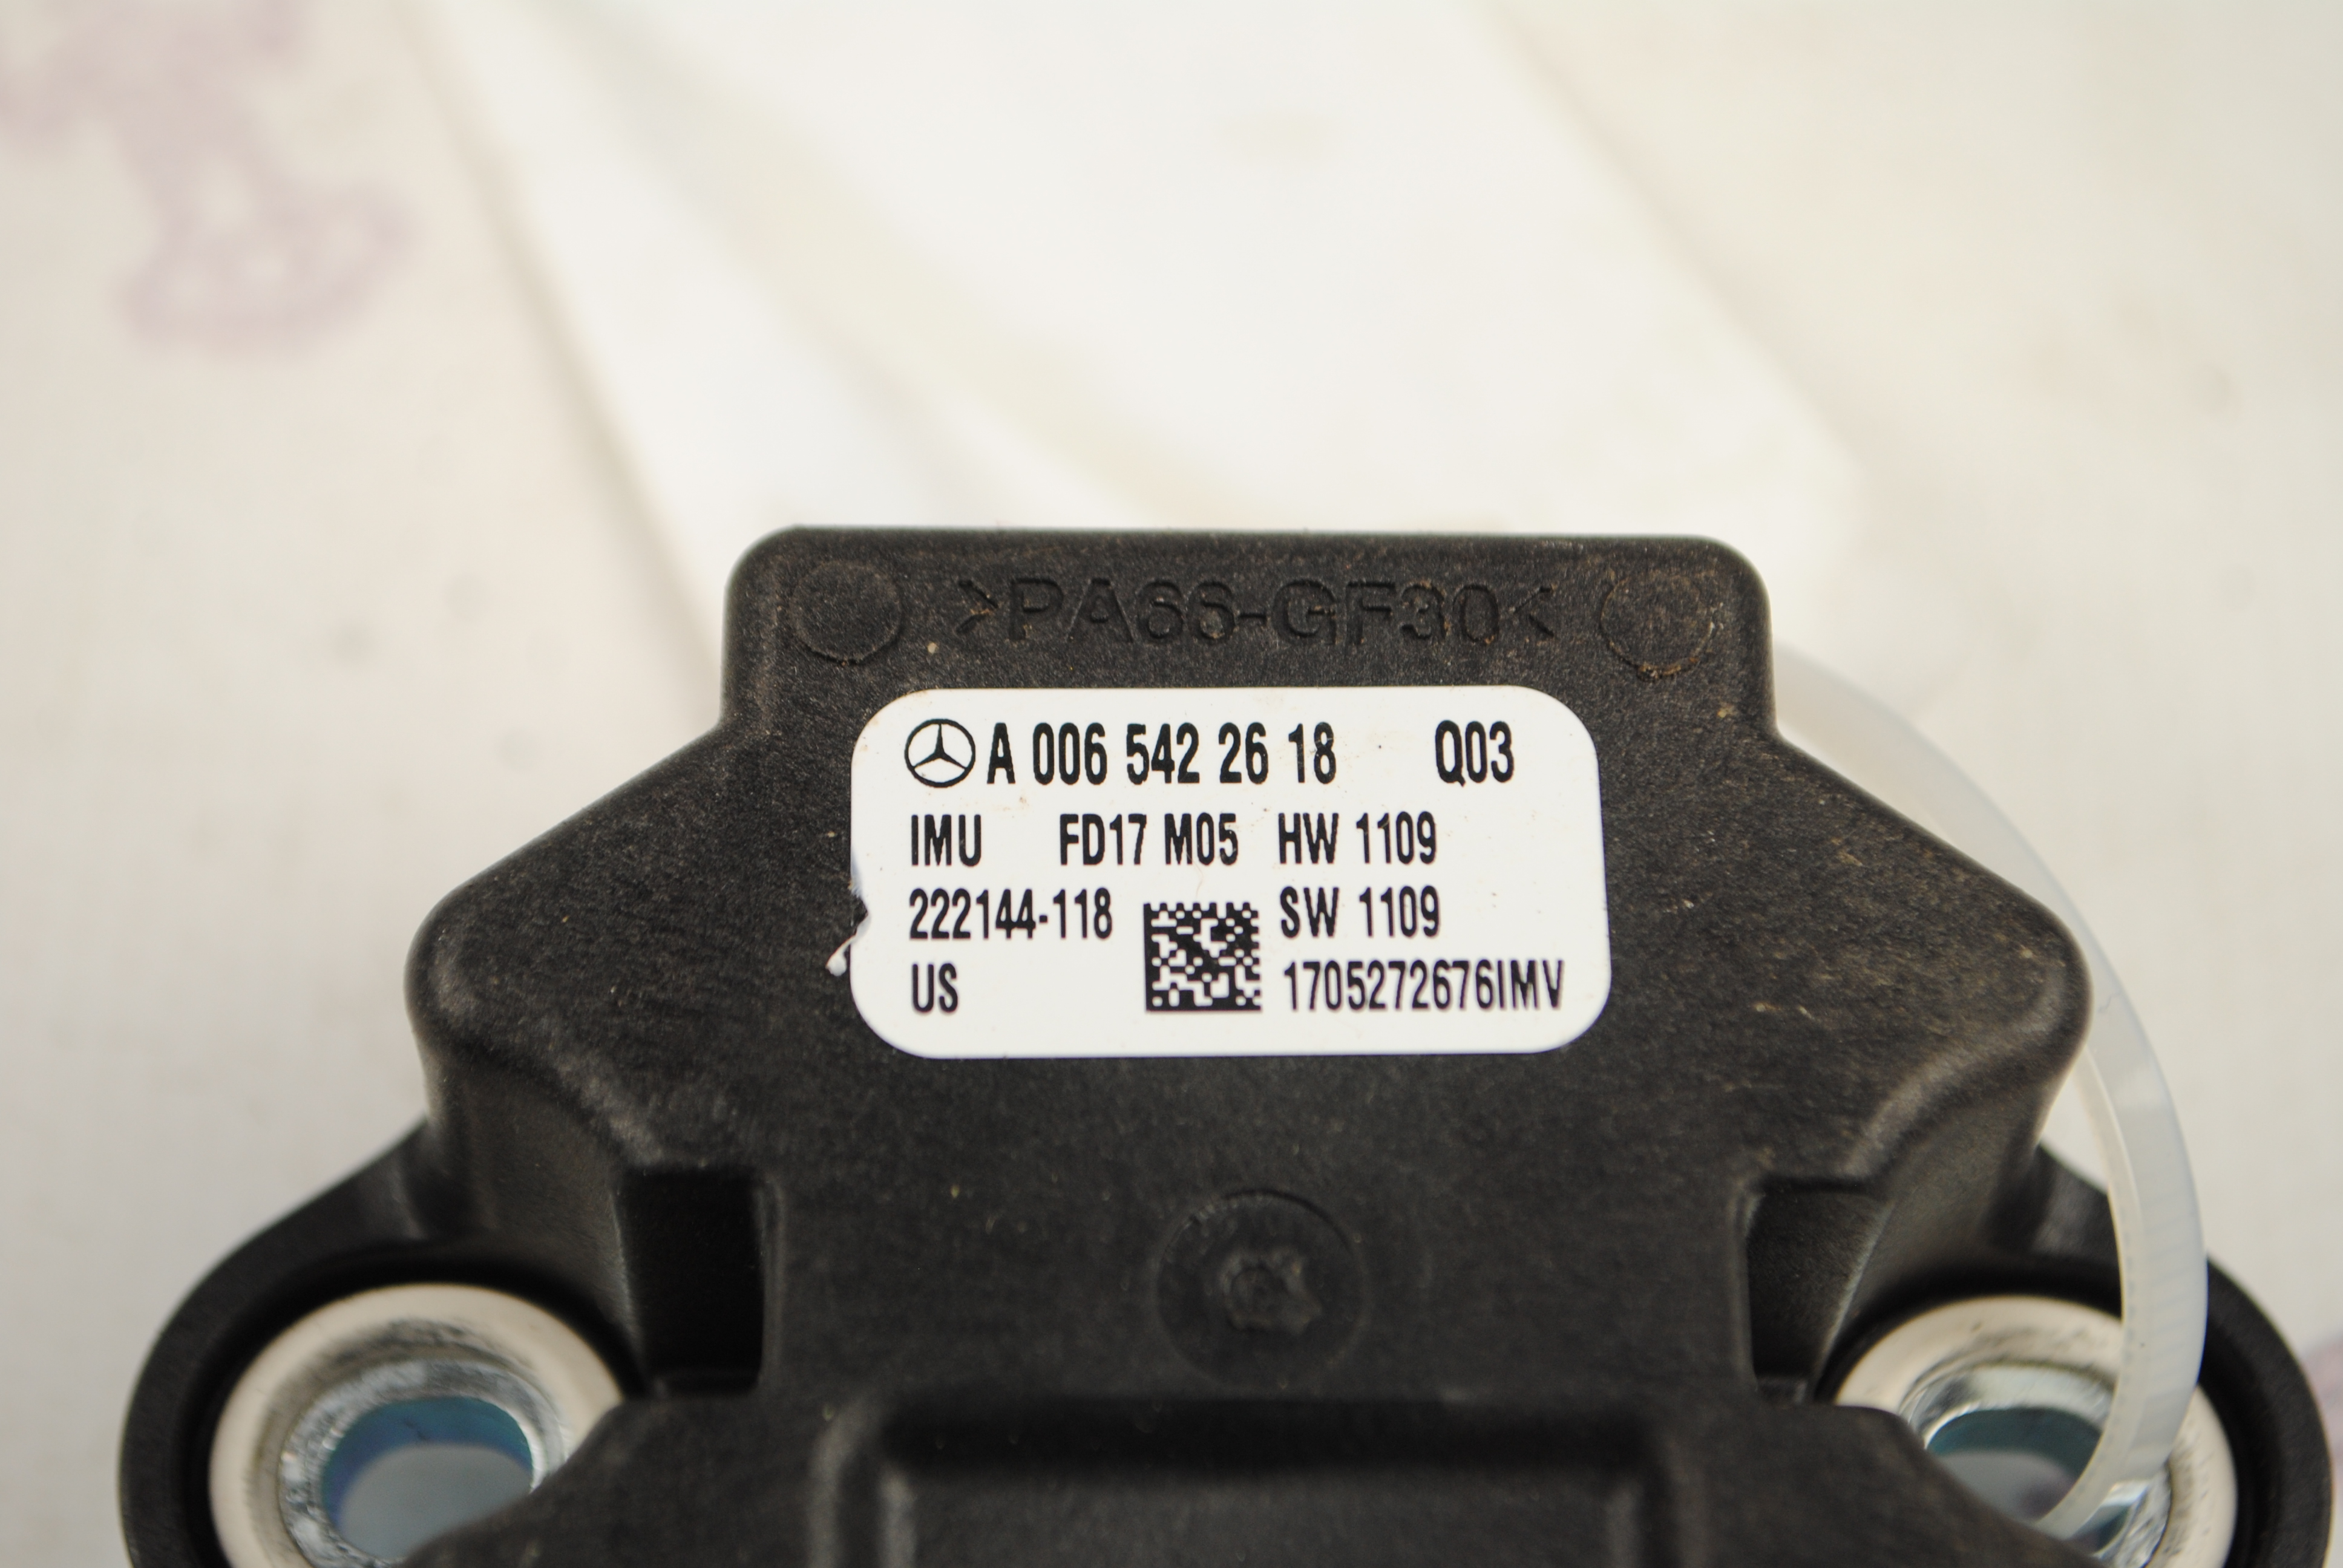 >PA66-GF30<
A 006 542 26 18 Q03
IMU FD17 M05 HW 1109
222144-118 SW 1109
US 1705272676IMV